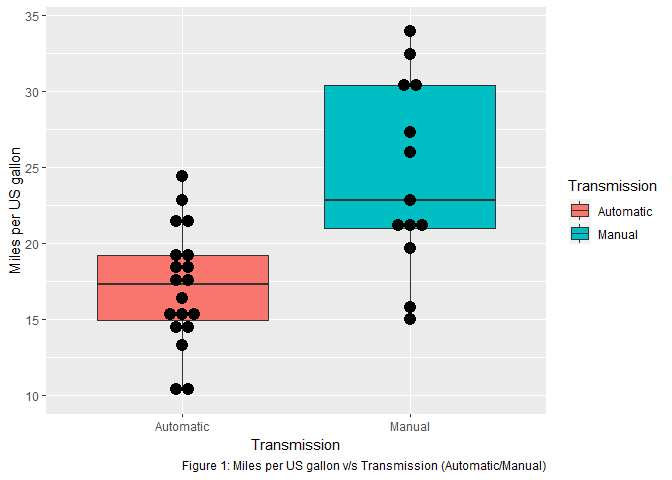 35
30
25
20
15
10
Miles per US gallon
Automatic
Manual
Transmission
Transmission
Automatic
Manual
Figure 1: Miles per US gallon v/s Transmission (Automatic/Manual)